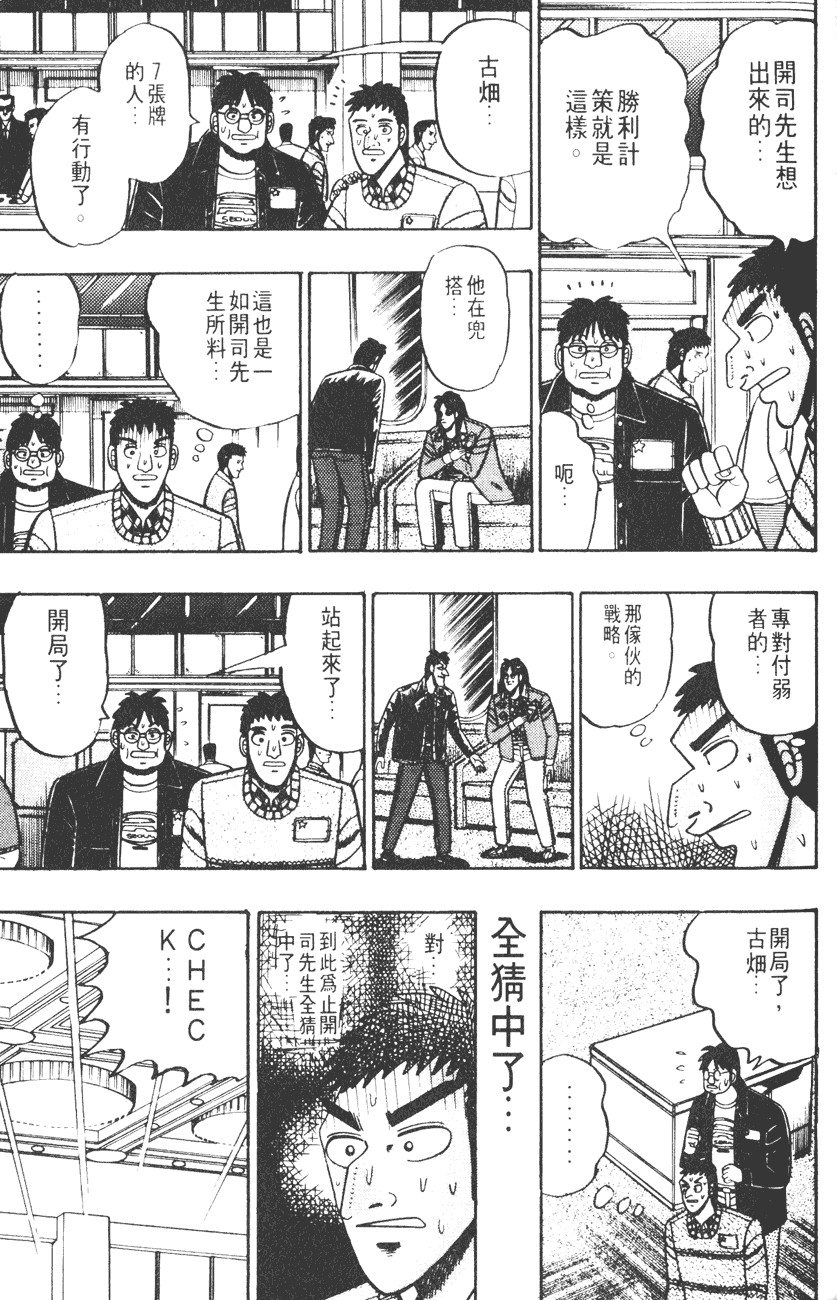 開司先生想
出來的…
勝利計
策就是
這樣。
呃…
古畑…
SEOUL
7張牌
的人…
有行動了。
他在兜
搭…
這也是一
如開司先
生所料…
………
專對付弱
者的…
那傢伙的
戰略。
站起來了…
開局了…
SEOUL
開局了，
古畑…
………
全猜中了…
對…
到此為止開
司先生全猜
中了…
CHEC
K…！